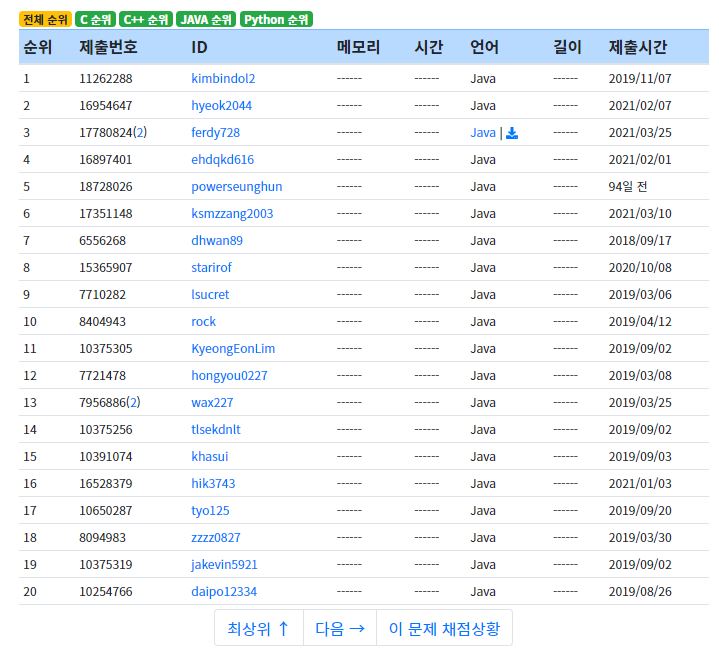 전체 순위 C 순위 C++ 순위 JAVA 순위 Python 순위
순위 제출번호 ID 메모리 시간 언어 길이 제출시간
1 11262288 kimbindol2 ------ ------ Java ------ 2019/11/07
2 16954647 hyeok2044 ------ ------ Java ------ 2021/02/07
3 17780824(2) ferdy728 ------ ------ Java | ------ 2021/03/25
4 16897401 ehdqkd616 ------ ------ Java ------ 2021/02/01
5 18728026 powerseunghun ------ ------ Java ------ 94일 전
6 17351148 ksmzzang2003 ------ ------ Java ------ 2021/03/10
7 6556268 dhwan89 ------ ------ Java ------ 2018/09/17
8 15365907 starirof ------ ------ Java ------ 2020/10/08
9 7710282 lsucret ------ ------ Java ------ 2019/03/06
10 8404943 rock ------ ------ Java ------ 2019/04/12
11 10375305 KyeongEonLim ------ ------ Java ------ 2019/09/02
12 7721478 hongyou0227 ------ ------ Java ------ 2019/03/08
13 7956886(2) wax227 ------ ------ Java ------ 2019/03/25
14 10375256 tlsekdnlt ------ ------ Java ------ 2019/09/02
15 10391074 khasui ------ ------ Java ------ 2019/09/03
16 16528379 hik3743 ------ ------ Java ------ 2021/01/03
17 10650287 tyo125 ------ ------ Java ------ 2019/09/20
18 8094983 zzzz0827 ------ ------ Java ------ 2019/03/30
19 10375319 jakevin5921 ------ ------ Java ------ 2019/09/02
20 10254766 daipo12334 ------ ------ Java ------ 2019/08/26
최상위 ↑ 다음 → 이 문제 채점상황